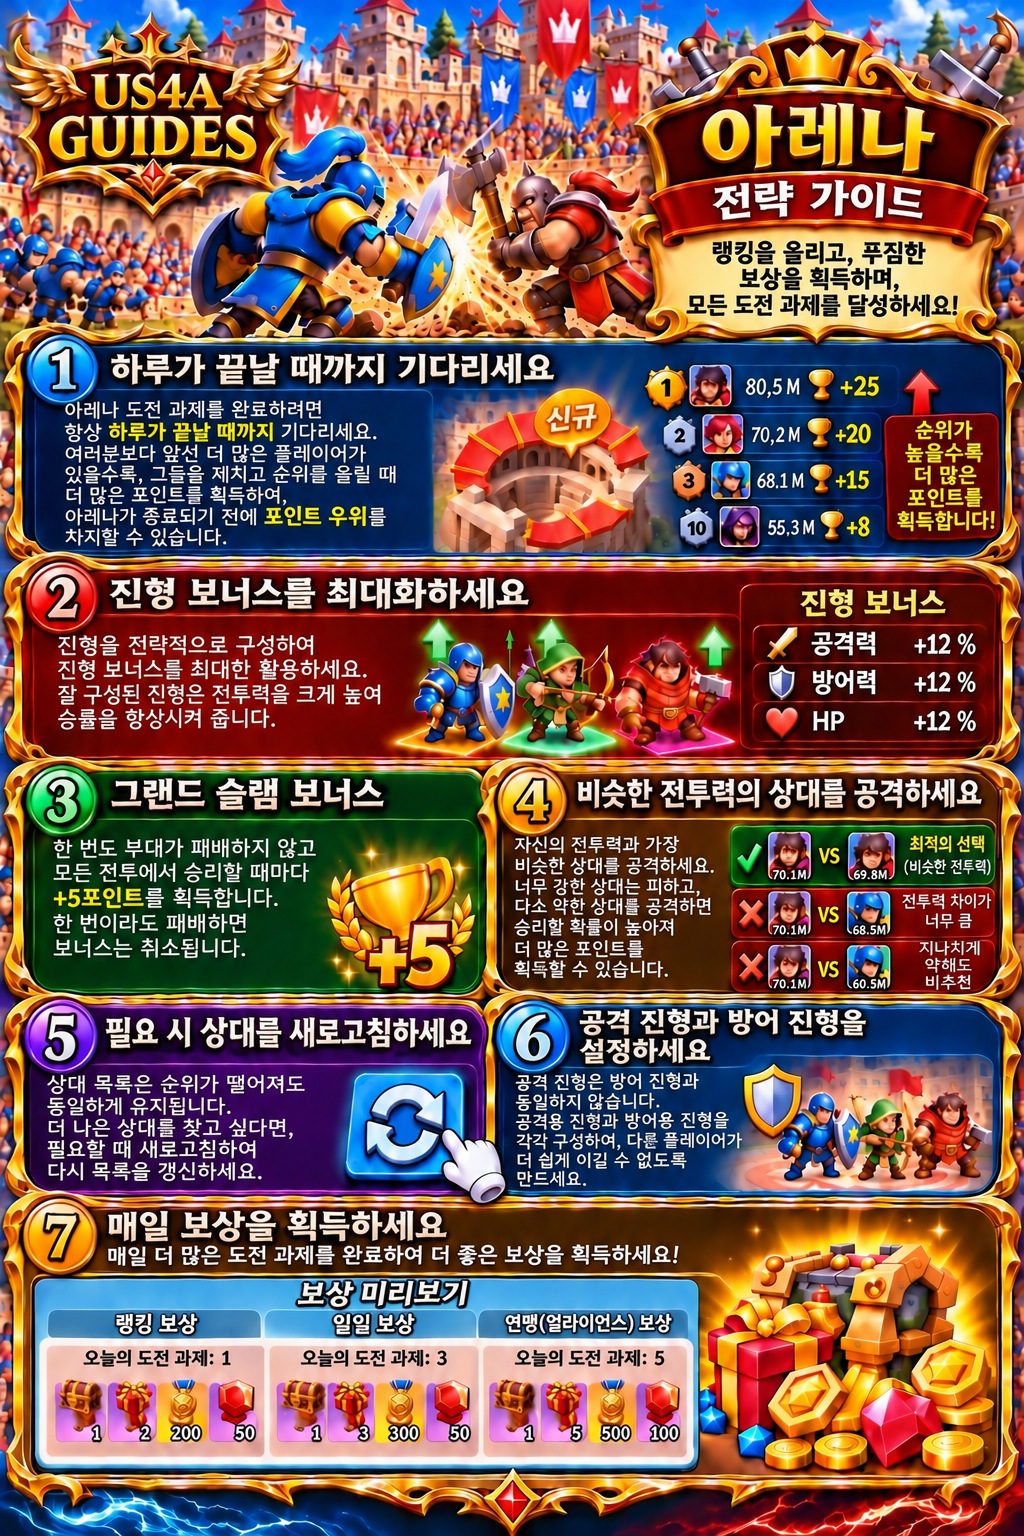 US4A
GUIDES
아레나
전략 가이드
랭킹을 올리고, 푸짐한
보상을 획득하며,
모든 도전 과제를 달성하세요!
1 하루가 끝날 때까지 기다리세요
아레나 도전 과제를 완료하려면
항상 하루가 끝날 때까지 기다리세요.
여러분보다 앞선 더 많은 플레이어가
있을수록, 그들을 제치고 순위를 올릴 때
더 많은 포인트를 획득하여,
아레나가 종료되기 전에 포인트 우위를
차지할 수 있습니다.
신규
1 80,5 M +25
2 70,2 M +20
3 68.1 M +15
10 55,3 M +8
순위가
높을수록
더 많은
포인트를
획득합니다!
2 진형 보너스를 최대화하세요
진형을 전략적으로 구성하여
진형 보너스를 최대한 활용하세요.
잘 구성된 진형은 전투력을 크게 높여
승률을 항상시켜 줍니다.
진형 보너스
공격력 +12 %
방어력 +12 %
HP +12 %
3 그랜드 슬램 보너스
한 번도 부대가 패배하지 않고
모든 전투에서 승리할 때마다
+5포인트를 획득합니다.
한 번이라도 패배하면
보너스는 취소됩니다.
+5
4 비슷한 전투력의 상대를 공격하세요
자신의 전투력과 가장
비슷한 상대를 공격하세요.
너무 강한 상대는 피하고,
다소 약한 상대를 공격하면
승리할 확률이 높아져
더 많은 포인트를
획득할 수 있습니다.
70.1M VS 69.8M 최적의 선택
(비슷한 전투력)
70.1M VS 68.5M 전투력 차이가
너무 큼
70.1M VS 60.5M 지나치게
약해도
비추천
5 필요 시 상대를 새로고침하세요
상대 목록은 순위가 떨어져도
동일하게 유지됩니다.
더 나은 상대를 찾고 싶다면,
필요할 때 새로고침하여
다시 목록을 갱신하세요.
6 공격 진형과 방어 진형을
설정하세요
공격 진형은 방어 진형과
동일하지 않습니다.
공격용 진형과 방어용 진형을
각각 구성하여, 다른 플레이어가
더 쉽게 이길 수 없도록
만드세요.
7 매일 보상을 획득하세요
매일 더 많은 도전 과제를 완료하여 더 좋은 보상을 획득하세요!
보상 미리보기
랭킹 보상
오늘의 도전 과제: 1
1 2 200 50
일일 보상
오늘의 도전 과제: 3
1 3 300 50
연맹(얼라이언스) 보상
오늘의 도전 과제: 5
1 5 500 100